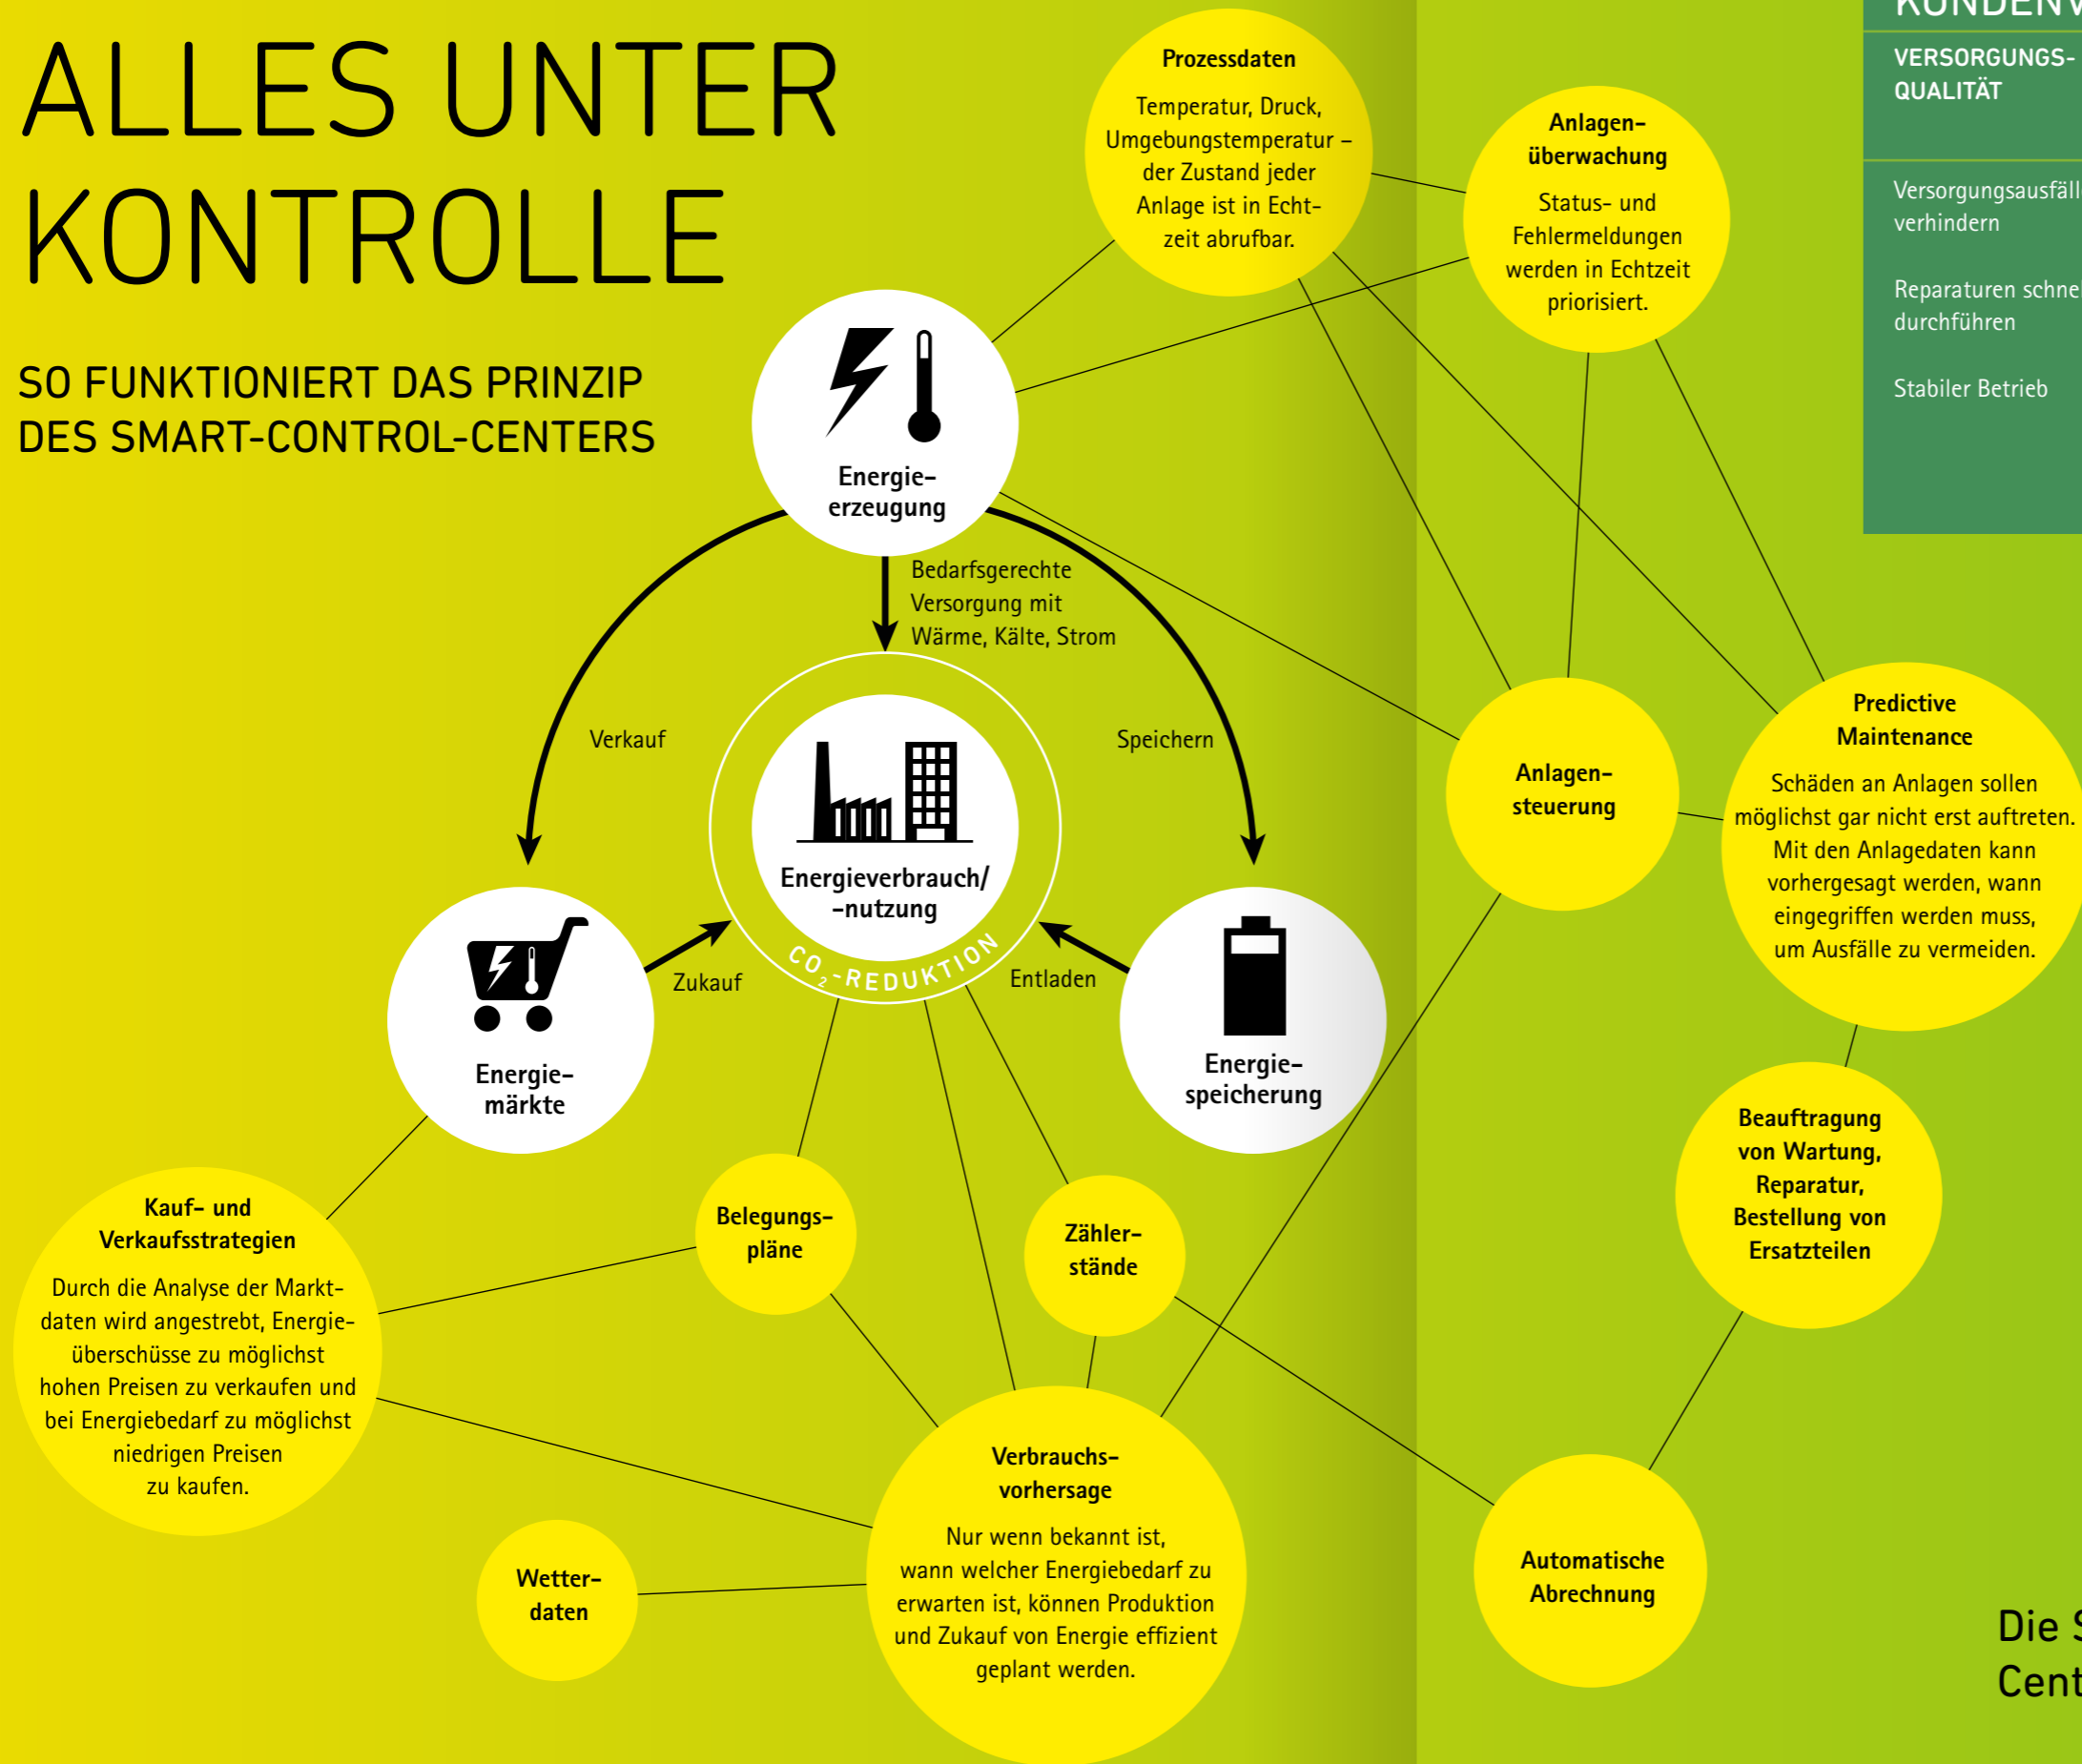 ALLES UNTER
KONTROLLE
SO FUNKTIONIERT DAS PRINZIP
DES SMART-CONTROL-CENTERS
Prozessdaten
Temperatur, Druck,
Umgebungstemperatur –
der Zustand jeder
Anlage ist in Echt-
zeit abrufbar.
Anlagen-
überwachung
Status- und
Fehlermeldungen
werden in Echtzeit
priorisiert.
VERSORGUNGS-
QUALITÄT
Versorgungsausfälle
verhindern
Reparaturen
durchführen
Stabiler Betrieb
Energie-
erzeugung
Bedarfsgerechte
Versorgung mit
Wärme, Kälte, Strom
Verkauf
Speichern
Energieverbrauch/
-nutzung
CO₂-REDUKTION
Zukauf
Entladen
Energie-
märkte
Energie-
speicherung
Anlagen-
steuerung
Predictive
Maintenance
Schäden an Anlagen sollen
möglichst gar nicht erst auftreten.
Mit den Anlagedaten kann
vorhergesagt werden, wann
eingegriffen werden muss,
um Ausfälle zu vermeiden.
Beauftragung
von Wartung,
Reparatur,
Bestellung von
Ersatzteilen
Kauf- und
Verkaufsstrategien
Durch die Analyse der Markt-
daten wird angestrebt, Energie-
überschüsse zu möglichst
hohen Preisen zu verkaufen und
bei Energiebedarf zu möglichst
niedrigen Preisen
zu kaufen.
Belegungs-
pläne
Zähler-
stände
Verbrauchs-
vorhersage
Nur wenn bekannt ist,
wann welcher Energiebedarf zu
erwarten ist, können Produktion
und Zukauf von Energie effizient
geplant werden.
Wetter-
daten
Automatische
Abrechnung
Die